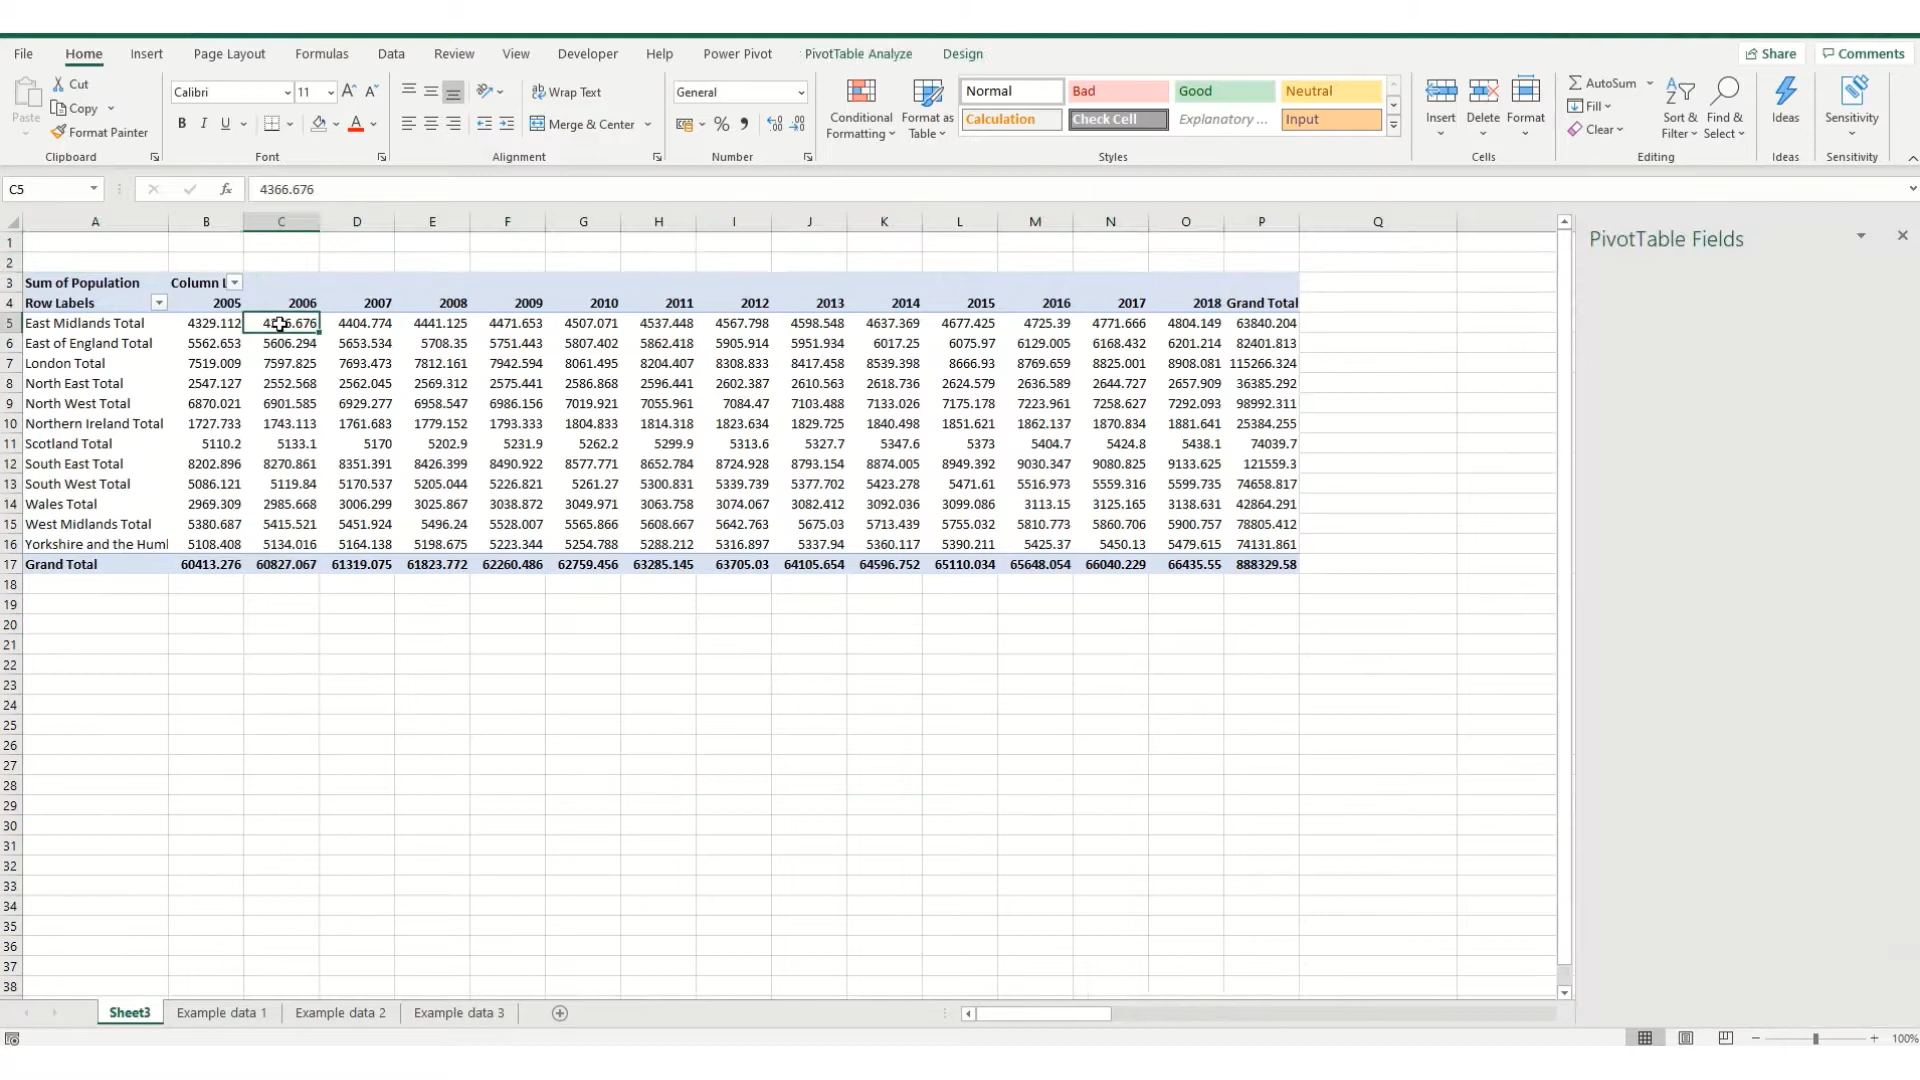 File Home Insert Page Layout Formulas Data Review View Developer Help Power Pivot PivotTable Analyze Design Share Comments
Paste Cut Copy Format Painter Clipboard
Calibri 11 A A B I U A Font
Wrap Text Merge & Center Alignment
General % Number
Conditional Formatting Format as Table
Normal Bad Good Neutral
Calculation Check Cell Explanatory ... Input
Styles
Insert Delete Format Cells
AutoSum Fill Clear Sort & Filter Find & Select Editing
Ideas Ideas
Sensitivity Sensitivity
C5 fx 4366.676
A B C D E F G H I J K L M N O P Q
PivotTable Fields
1
2
3 Sum of Population Column L
4 Row Labels 2005 2006 2007 2008 2009 2010 2011 2012 2013 2014 2015 2016 2017 2018 Grand Total
5 East Midlands Total 4329.112 4404.774 4441.125 4471.653 4507.071 4537.448 4567.798 4598.548 4637.369 4677.425 4725.39 4771.666 4804.149 63840.204
6 East of England Total 5562.653 5606.294 5653.534 5708.35 5751.443 5807.402 5862.418 5905.914 5951.934 6017.25 6075.97 6129.005 6168.432 6201.214 82401.813
7 London Total 7519.009 7597.825 7693.473 7812.161 7942.594 8061.495 8204.407 8308.833 8417.458 8539.398 8666.93 8769.659 8825.001 8908.081 115266.324
8 North East Total 2547.127 2552.568 2562.045 2569.312 2575.441 2586.868 2596.441 2602.387 2610.563 2618.736 2624.579 2636.589 2644.727 2657.909 36385.292
9 North West Total 6870.021 6901.585 6929.277 6958.547 6986.156 7019.921 7055.961 7084.47 7103.488 7133.026 7175.178 7223.961 7258.627 7292.093 98992.311
10 Northern Ireland Total 1727.733 1743.113 1761.683 1779.152 1793.333 1804.833 1814.318 1823.634 1829.725 1840.498 1851.621 1862.137 1870.834 1881.641 25384.255
11 Scotland Total 5110.2 5133.1 5170 5202.9 5231.9 5262.2 5299.9 5313.6 5327.7 5347.6 5373 5404.7 5424.8 5438.1 74039.7
12 South East Total 8202.896 8270.861 8351.391 8426.399 8490.922 8577.771 8652.784 8724.928 8793.154 8874.005 8949.392 9030.347 9080.825 9133.625 121559.3
13 South West Total 5086.121 5119.84 5170.537 5205.044 5226.821 5261.27 5300.831 5339.739 5377.702 5423.278 5471.61 5516.973 5559.316 5599.735 74658.817
14 Wales Total 2969.309 2985.668 3006.299 3025.867 3038.872 3049.971 3063.758 3074.067 3082.412 3092.036 3099.086 3113.15 3125.165 3138.631 42864.291
15 West Midlands Total 5380.687 5415.521 5451.924 5496.24 5528.007 5565.866 5608.667 5642.763 5675.03 5713.439 5755.032 5810.773 5860.706 5900.757 78805.412
16 Yorkshire and the Huml 5108.408 5134.016 5164.138 5198.675 5223.344 5254.788 5288.212 5316.897 5337.94 5360.117 5390.211 5425.37 5450.13 5479.615 74131.861
17 Grand Total 60413.276 60827.067 61319.075 61823.772 62260.486 62759.456 63285.145 63705.03 64105.654 64596.752 65110.034 65648.054 66040.229 66435.55 888329.58
18
19
20
21
22
23
24
25
26
27
28
29
30
31
32
33
34
35
36
37
38
Sheet3 Example data 1 Example data 2 Example data 3
100%